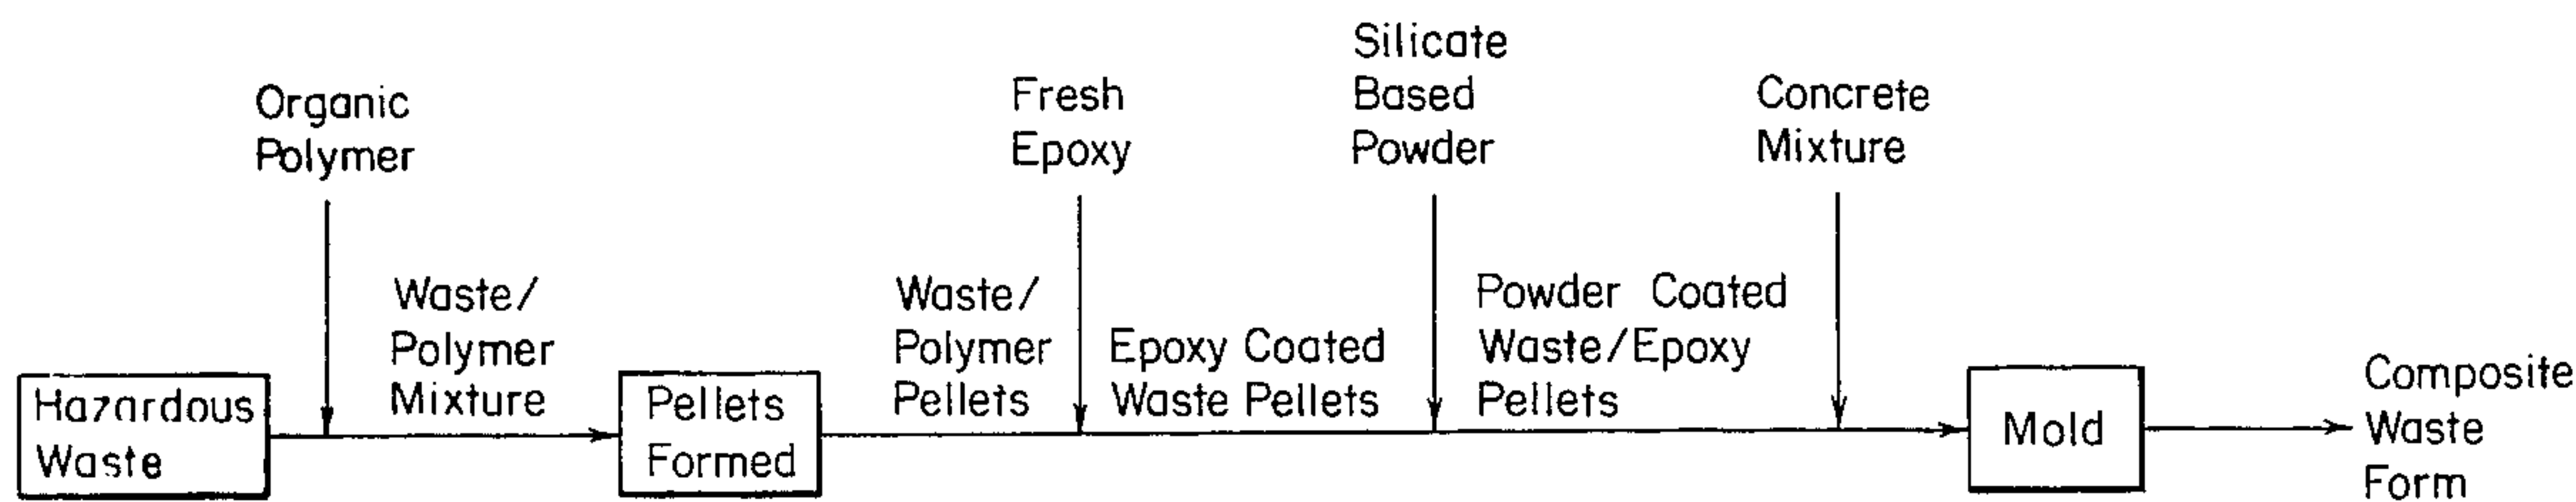 Organic
Polymer
Fresh
Epoxy
Silicate
Based
Powder
Concrete
Mixture
Hazardous
Waste
Waste/
Polymer
Mixture
Pellets
Formed
Waste/
Polymer
Pellets
Epoxy Coated
Waste Pellets
Powder Coated
Waste/Epoxy
Pellets
Mold
Composite
Waste
Form